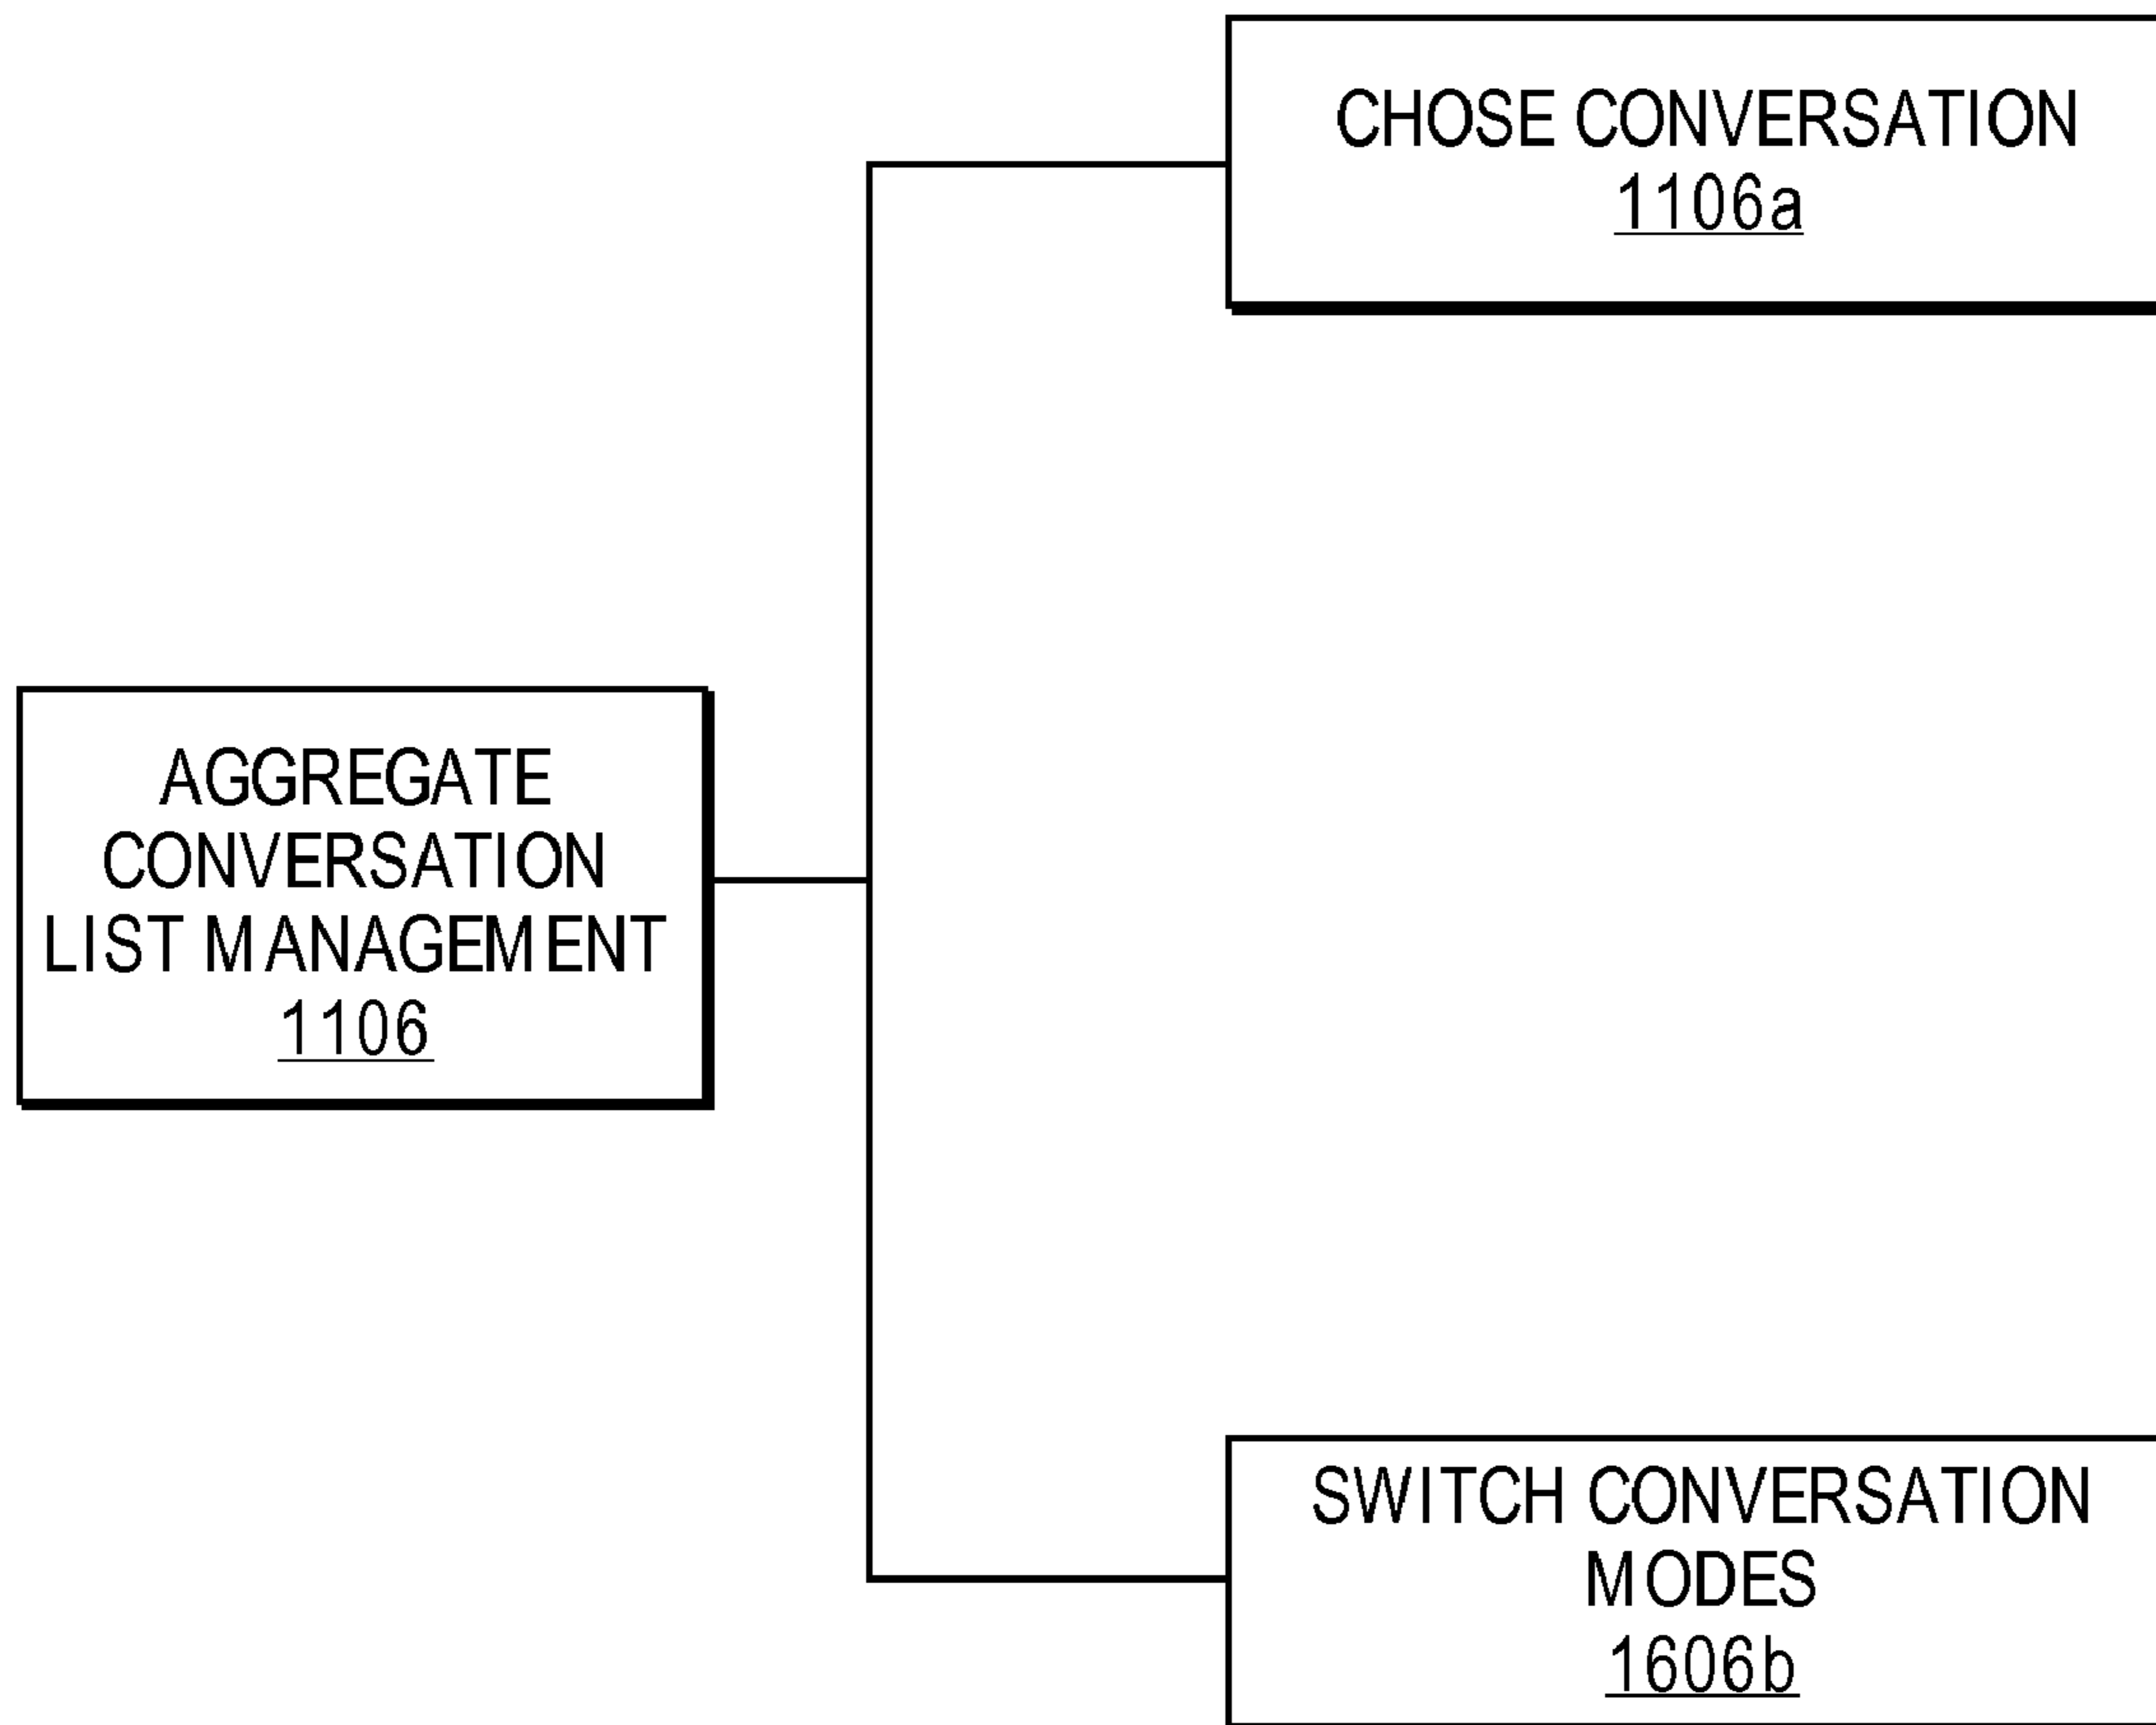 CHOSE CONVERSATION
1106a
AGGREGATE
CONVERSATION
LIST MANAGEMENT
1106
SWITCH CONVERSATION
MODES
1606b